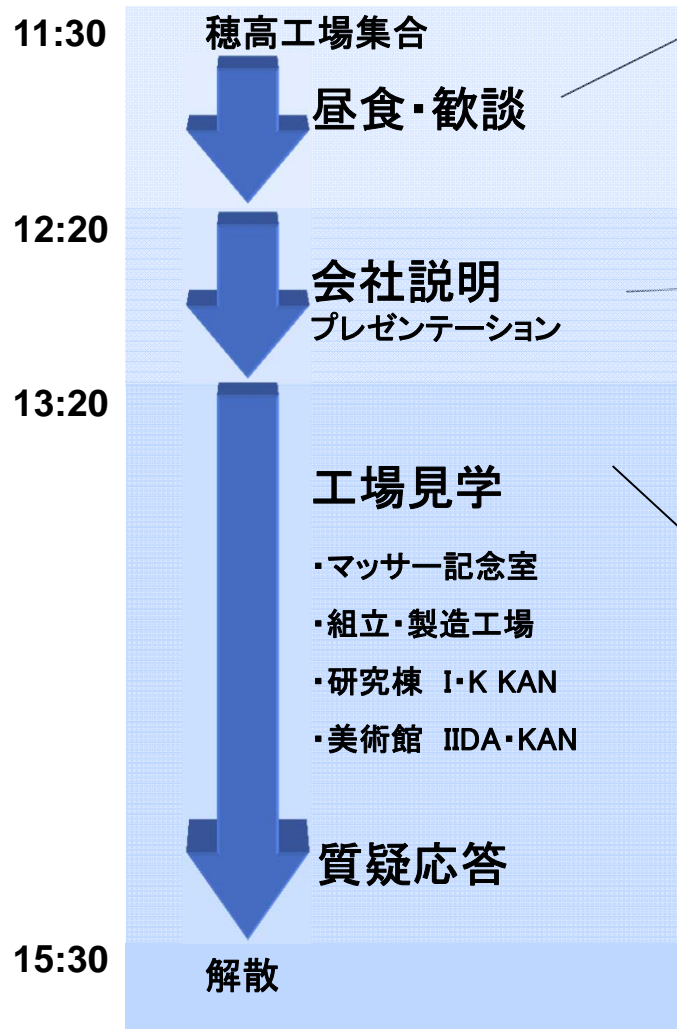 11:30 穂高工場集合
昼食・歓談
12:20
会社説明
プレゼンテーション
13:20
工場見学
・マッサー記念室
・組立・製造工場
・研究棟 I・K KAN
・美術館 IIDA・KAN
質疑応答
15:30 解散